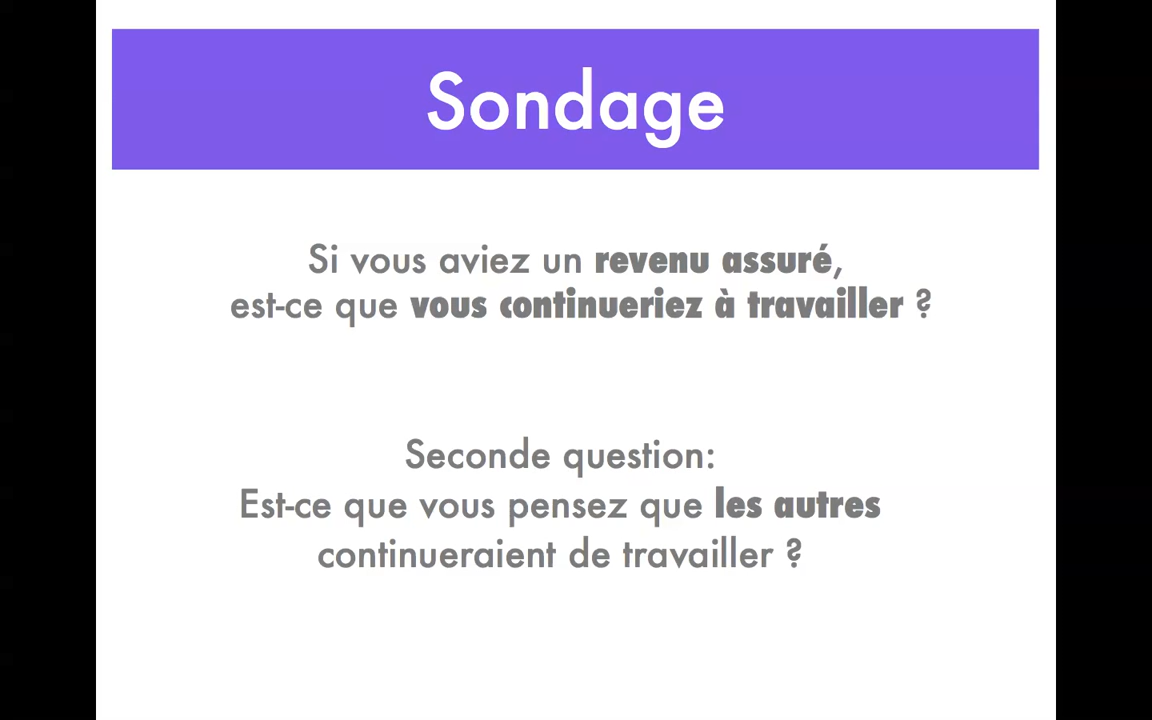 Sondage
Si vous aviez un revenu assuré,
est-ce que vous continueriez à travailler ?
Seconde question:
Est-ce que vous pensez que les autres
continueraient de travailler ?